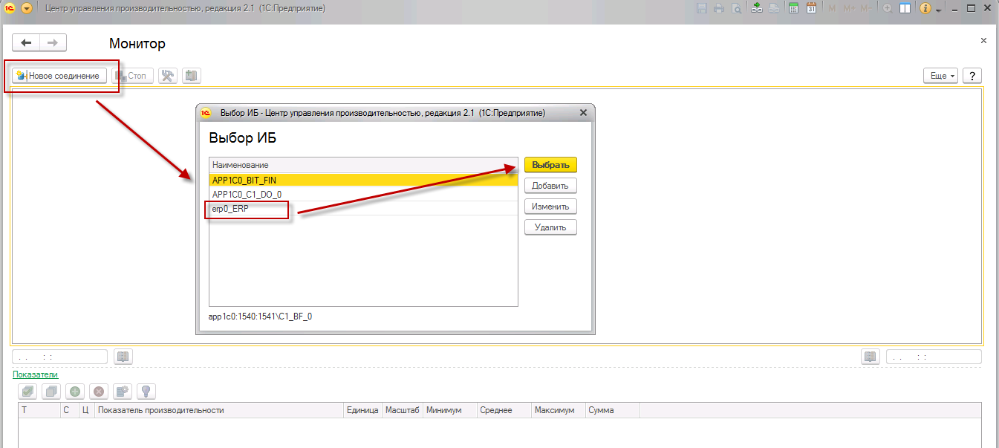 Центр управления производительностью, редакция 2.1 (1С:Предприятие)
M M+ M-
Монитор
Новое соединение
Стоп
Еще
?
Выбор ИБ - Центр управления производительностью, редакция 2.1 (1С:Предприятие)
Выбор ИБ
Наименование
APP1C0_BIT_FIN
APP1C0_C1_DO_0
erp0_ERP
Выбрать
Добавить
Изменить
Удалить
app1c0:1540:1541\C1_BF_0
. . : :
. . : :
Показатели
Т С Ц Показатель производительности Единица Масштаб Минимум Среднее Максимум Сумма